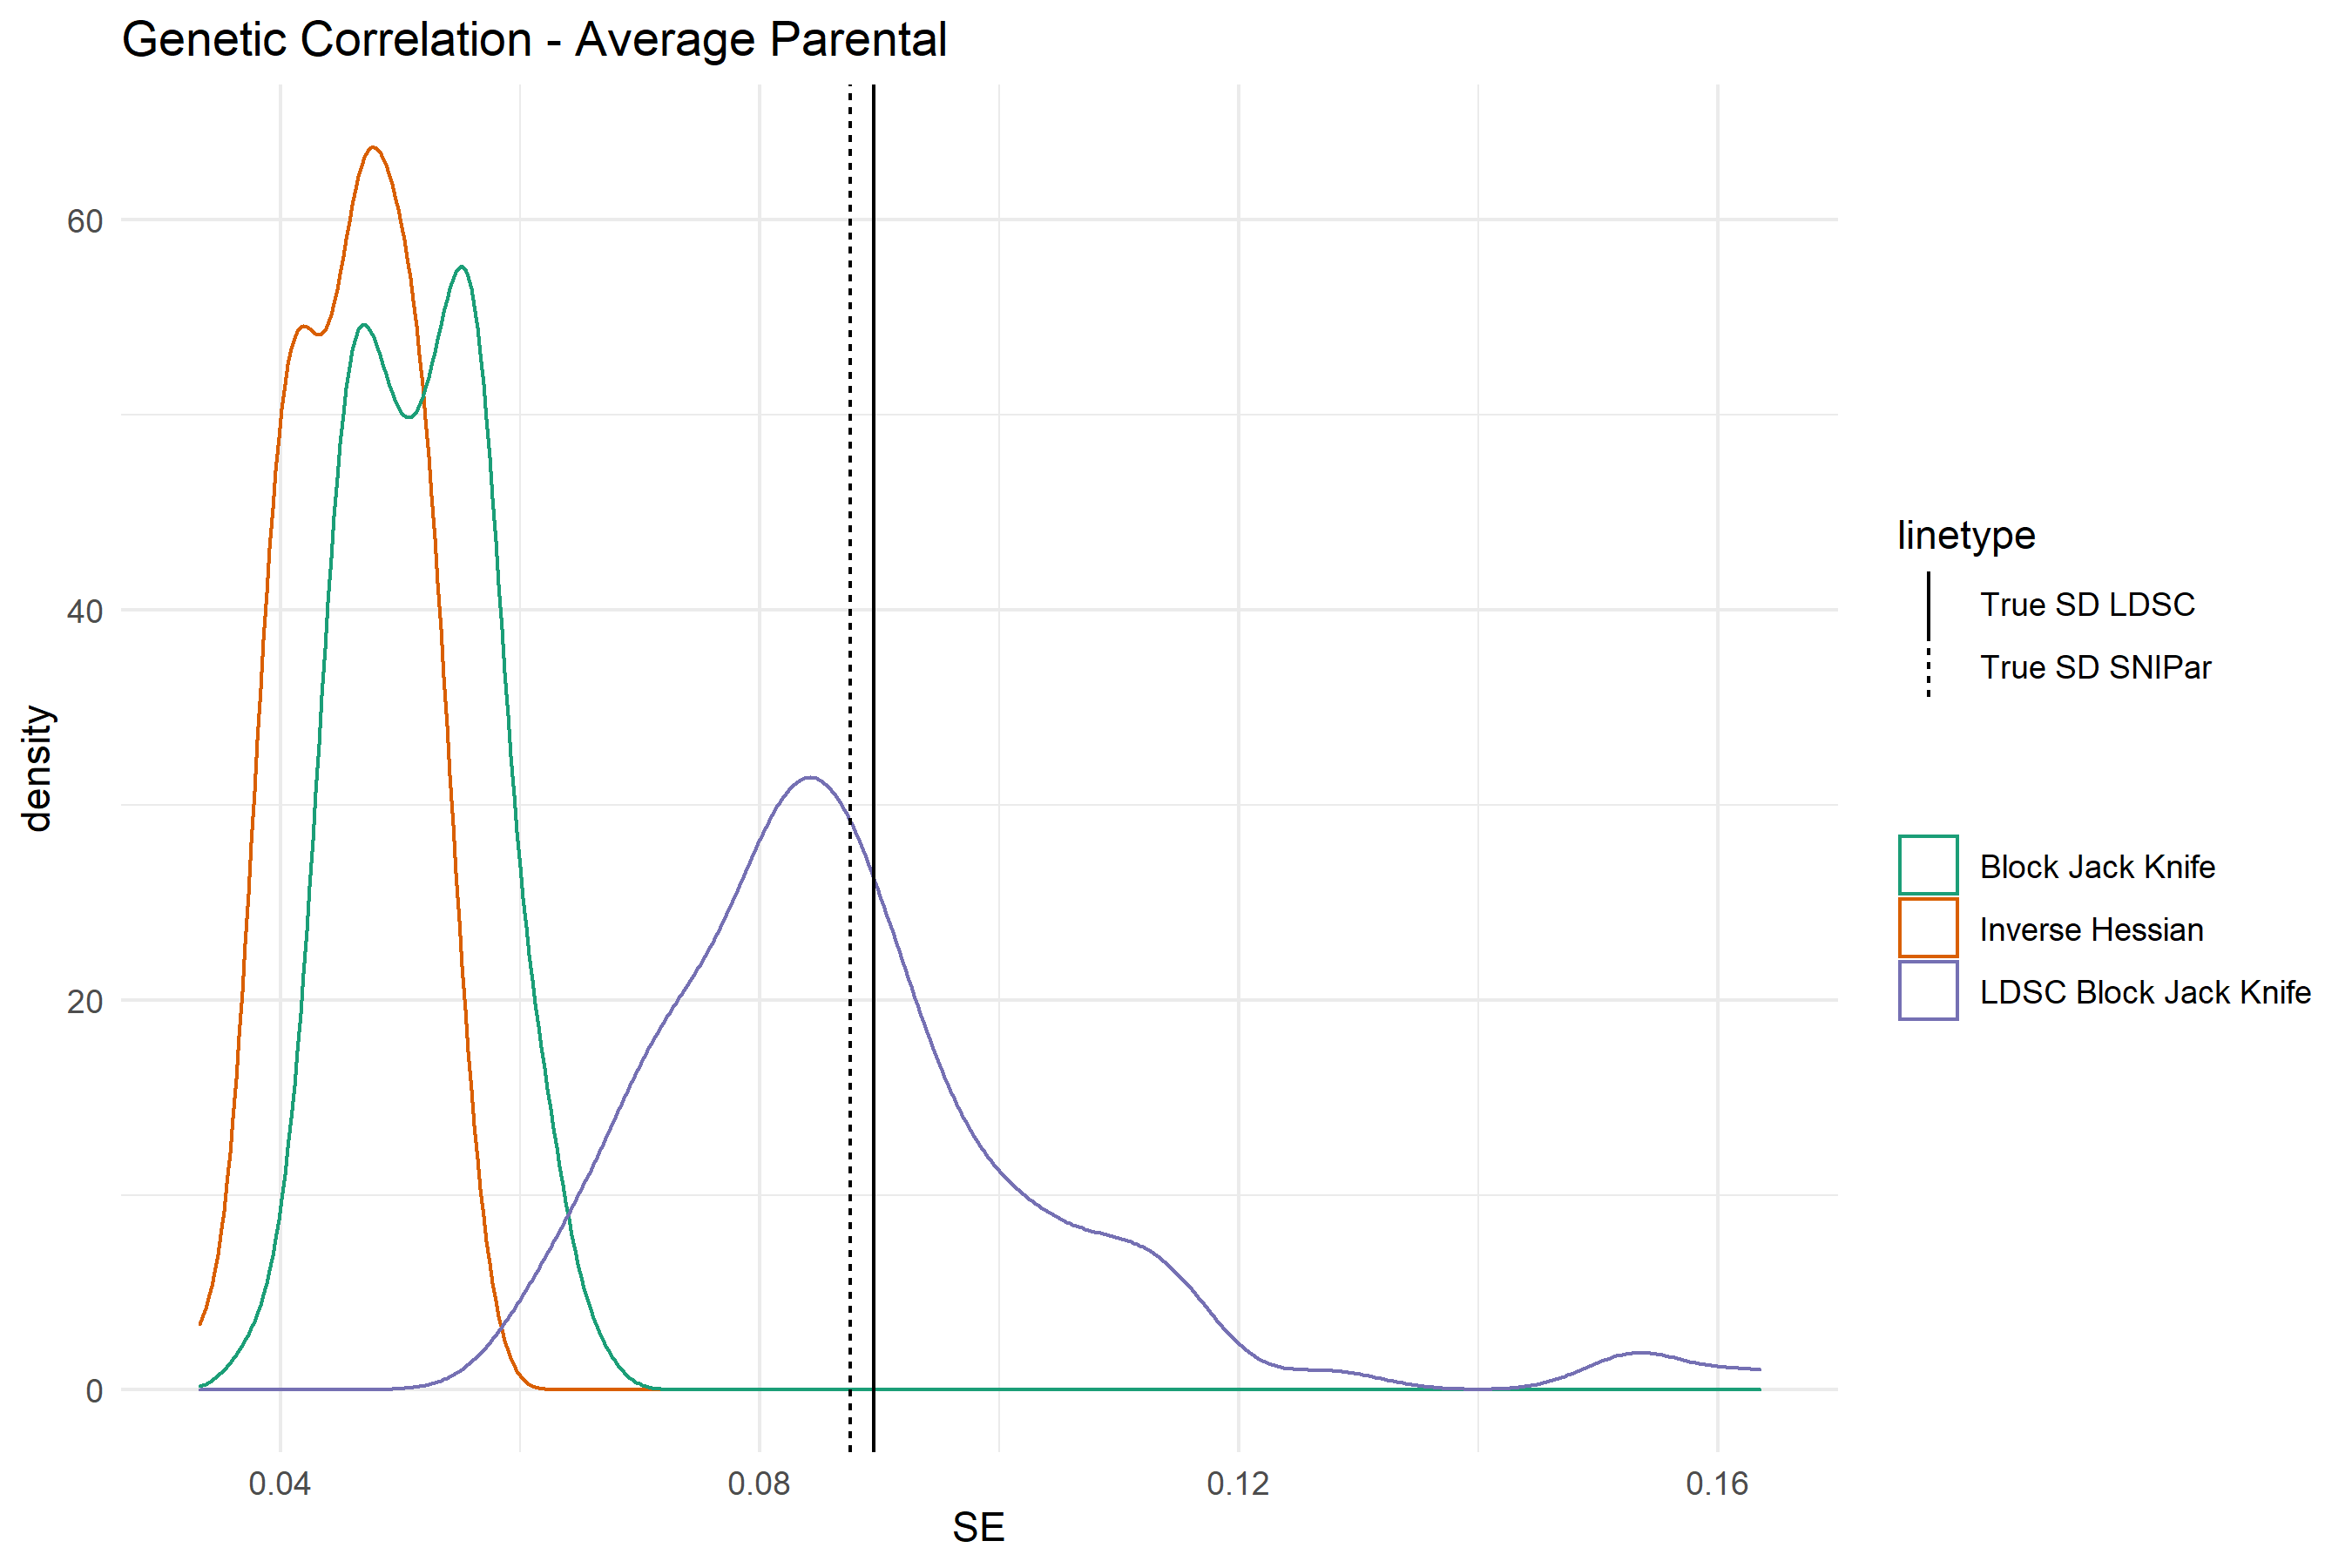 Genetic Correlation - Average Parental
density
60
40
20
0
0.04
0.08
0.12
0.16
SE
linetype
True SD LDSC
True SD SNIPar
Block Jack Knife
Inverse Hessian
LDSC Block Jack Knife